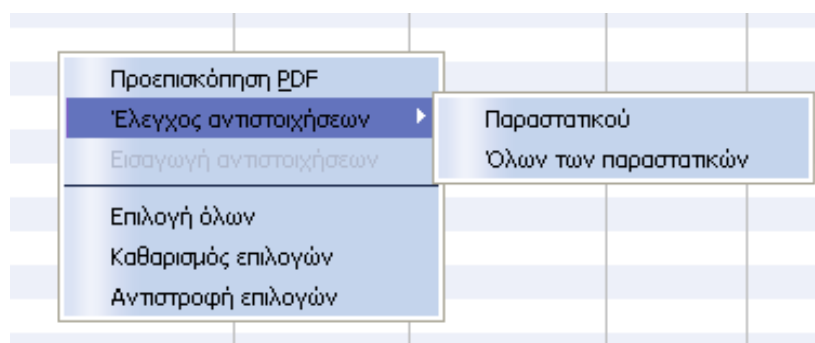 Προεπισκόπηση PDF
Έλεγχος αντιστοιχήσεων
Παραστατικού
Εισαγωγή αντιστοιχήσεων
Όλων των παραστατικών
Επιλογή όλων
Καθαρισμός επιλογών
Αντιστροφή επιλογών